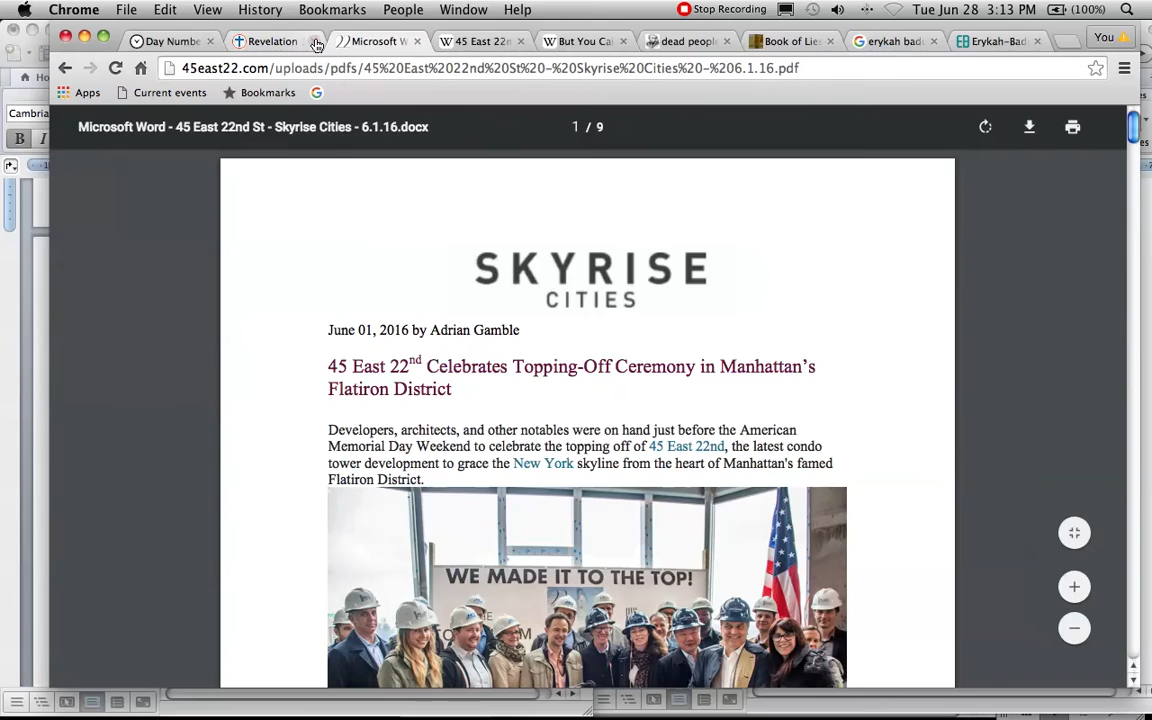 Chrome File Edit View History Bookmarks People Window Help Stop Recording Tue Jun 28 3:13 PM (100%)
Day Numbe Revelation Microsoft W 45 East 22n But You Cai dead people Book of Lie erykah bad Erykah-Bad You
45east22.com/uploads/pdfs/45%20East%2022nd%20St%20-%20Skyrise%20Cities%20-%206.1.16.pdf
Apps Current events Bookmarks
Cambria
B I
Microsoft Word - 45 East 22nd St - Skyrise Cities - 6.1.16.docx 1 / 9
SKYRISE
CITIES
June 01, 2016 by Adrian Gamble
45 East 22nd Celebrates Topping-Off Ceremony in Manhattan's
Flatiron District
Developers, architects, and other notables were on hand just before the American
Memorial Day Weekend to celebrate the topping off of 45 East 22nd, the latest condo
tower development to grace the New York skyline from the heart of Manhattan's famed
Flatiron District.
WE MADE IT TO THE TOP!